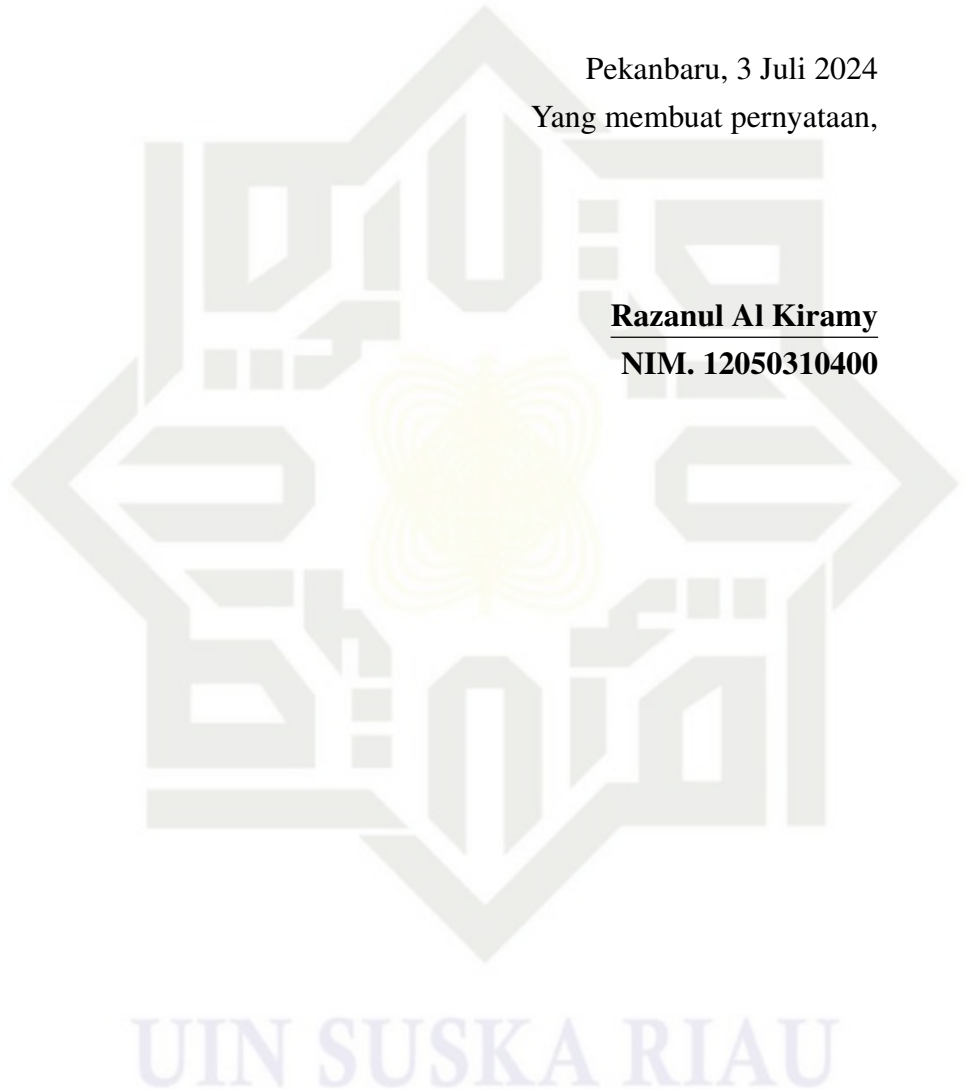 Pekanbaru, 3 Juli 2024
Yang membuat pernyataan,
Razanul Al Kiramy
NIM. 12050310400
UIN SUSKA RIAU